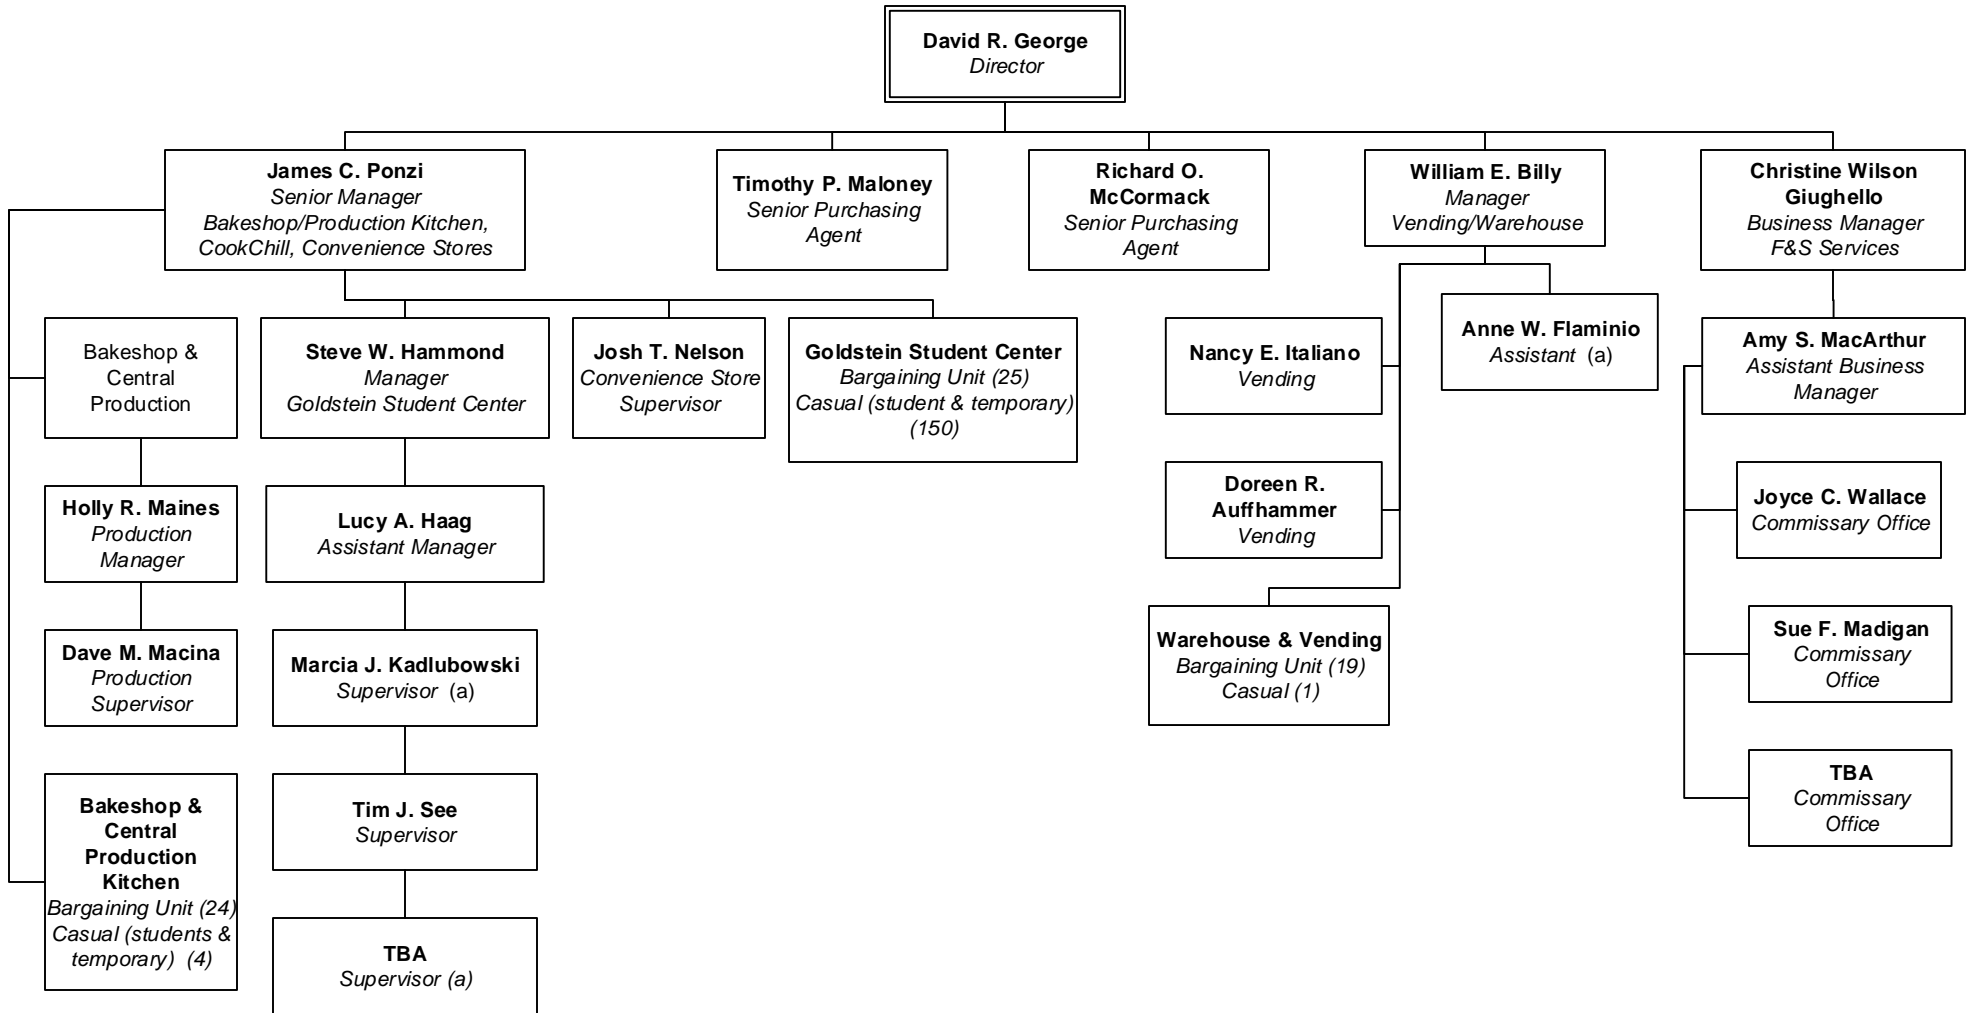 David R. George
Director
James C. Ponzi
Senior Manager
Bakeshop/Production Kitchen,
CookChill, Convenience Stores
Timothy P. Maloney
Senior Purchasing
Agent
Richard O.
McCormack
Senior Purchasing
Agent
William E. Billy
Manager
Vending/Warehouse
Christine Wilson
Giughello
Business Manager
F&S Services
Bakeshop &
Central
Production
Steve W. Hammond
Manager
Goldstein Student Center
Josh T. Nelson
Convenience Store
Supervisor
Goldstein Student Center
Bargaining Unit (25)
Casual (student & temporary)
(150)
Nancy E. Italiano
Vending
Anne W. Flaminio
Assistant (a)
Amy S. MacArthur
Assistant Business
Manager
Holly R. Maines
Production
Manager
Lucy A. Haag
Assistant Manager
Doreen R.
Auffhammer
Vending
Joyce C. Wallace
Commissary Office
Dave M. Macina
Production
Supervisor
Marcia J. Kadlubowski
Supervisor (a)
Warehouse & Vending
Bargaining Unit (19)
Casual (1)
Sue F. Madigan
Commissary
Office
Bakeshop &
Central
Production
Kitchen
Bargaining Unit (24)
Casual (students &
temporary) (4)
Tim J. See
Supervisor
TBA
Commissary
Office
TBA
Supervisor (a)